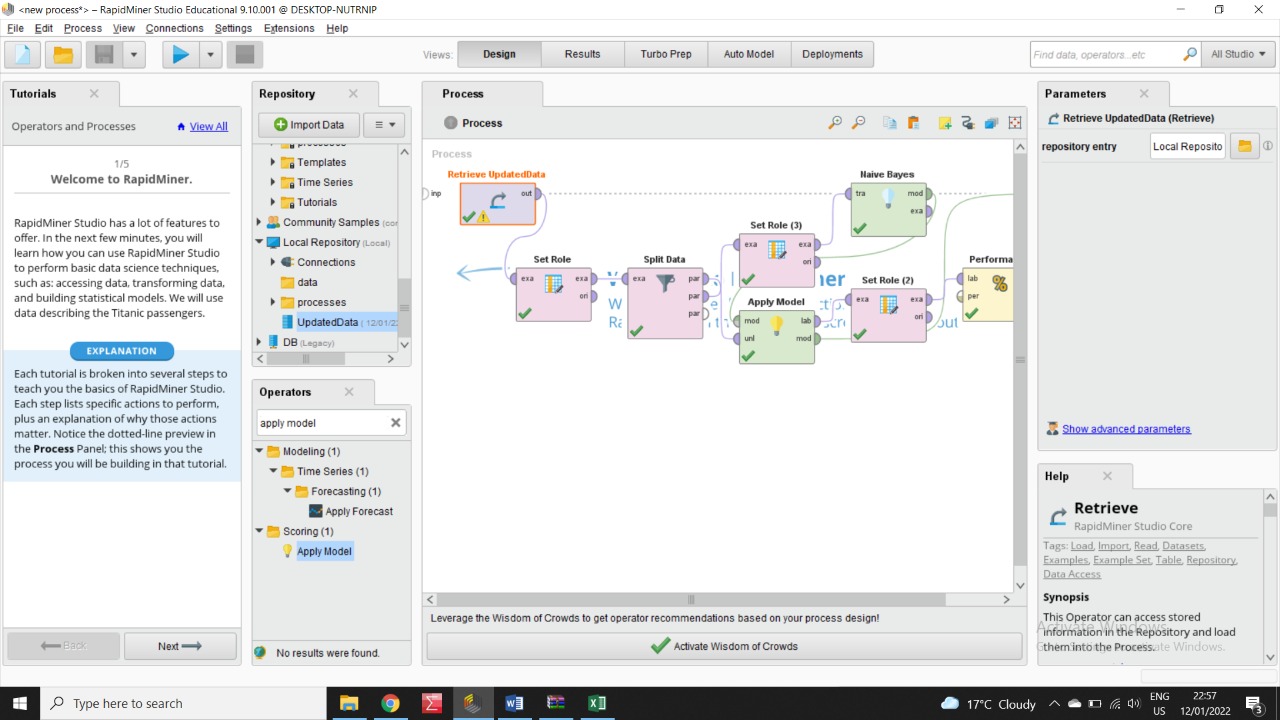 <new process*> – RapidMiner Studio Educational 9.10.001 @ DESKTOP-NUTRNIP
File Edit Process View Connections Settings Extensions Help
Views: Design Results Turbo Prep Auto Model Deployments
Find data, operators...etc
All Studio
Tutorials
Operators and Processes View All
1/5
Welcome to RapidMiner.
RapidMiner Studio has a lot of features to
offer. In the next few minutes, you will
learn how you can use RapidMiner Studio
to perform basic data science techniques,
such as: accessing data, transforming data,
and building statistical models. We will use
data describing the Titanic passengers.
EXPLANATION
Each tutorial is broken into several steps to
teach you the basics of RapidMiner Studio.
Each step lists specific actions to perform,
plus an explanation of why those actions
matter. Notice the dotted-line preview in
the Process Panel; this shows you the
process you will be building in that tutorial.
Back
Next
Repository
Import Data
processes
Templates
Time Series
Tutorials
Community Samples (cor
Local Repository (Local)
Connections
data
processes
UpdatedData ( 12/01/2
DB (Legacy)
Operators
apply model
Modeling (1)
Time Series (1)
Forecasting (1)
Apply Forecast
Scoring (1)
Apply Model
No results were found.
Process
Process
Process
inp
Retrieve UpdatedData
out
Set Role
exa exa
ori
Split Data
exa par
par
par
Set Role (3)
exa exa
ori
Naive Bayes
tra mod
exa
Apply Model
mod lab
unl mod
Set Role (2)
exa exa
ori
Performa
lab
per
Leverage the Wisdom of Crowds to get operator recommendations based on your process design!
Activate Wisdom of Crowds
Parameters
Retrieve UpdatedData (Retrieve)
repository entry Local Reposito
Show advanced parameters
Help
Retrieve
RapidMiner Studio Core
Tags: Load, Import, Read, Datasets,
Examples, Example Set, Table, Repository,
Data Access
Synopsis
This Operator can access stored
information in the Repository and load
them into the Process.
Activate Windows
Type here to search
17°C Cloudy
ENG
US
22:57
12/01/2022
3